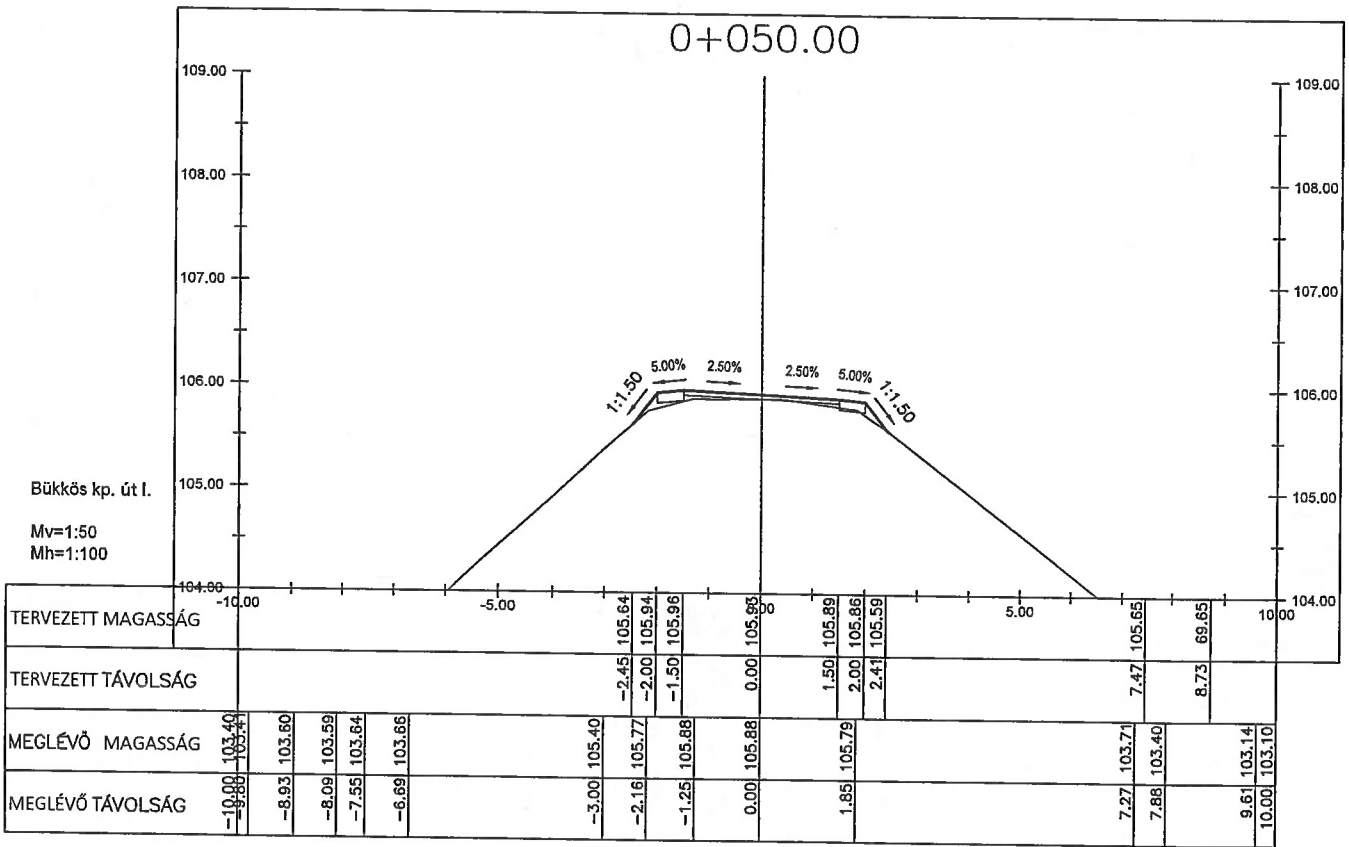 0+050.00
109.00 109.00
108.00 108.00
107.00 107.00
106.00 106.00
1:1.50 5.00% 2.50% 2.50% 5.00% 1:1.50
105.00 105.00
Bükkös kp. út I.
Mv=1:50
Mh=1:100
104.00 104.00
-10.00 -5.00 5.00 10.00
TERVEZETT MAGASSÁG 105.64 105.94 105.96 105.93 105.89 105.86 105.59 105.65 69.65
TERVEZETT TÁVOLSÁG -2.45 -2.00 -1.50 0.00 1.50 2.00 2.41 7.47 8.73
MEGLÉVŐ MAGASSÁG 103.40 103.41 103.60 103.59 103.64 103.66 105.40 105.77 105.88 105.88 105.79 103.71 103.40 103.14 103.10
MEGLÉVŐ TÁVOLSÁG -10.00 -8.93 -8.09 -7.55 -6.69 -3.00 -2.16 -1.25 0.00 1.85 7.27 7.88 9.61 10.00